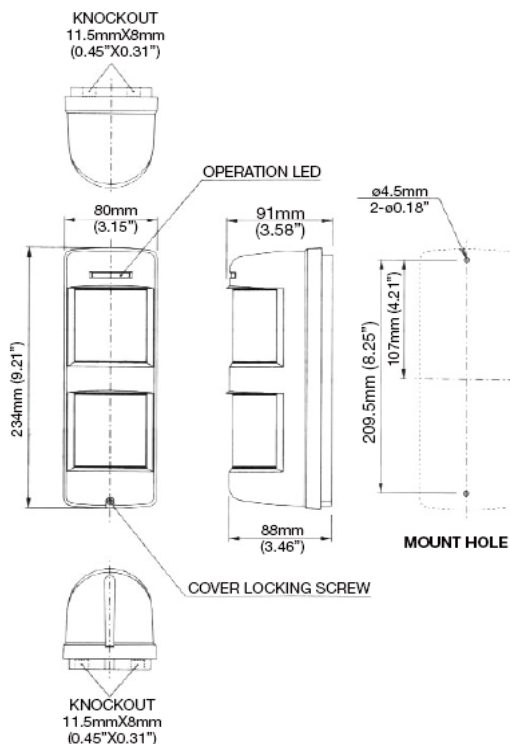 KNOCKOUT
11.5mmX8mm
(0.45"X0.31")
OPERATION LED
80mm
(3.15")
91mm
(3.58")
ø4.5mm
2-ø0.18"
234mm (9.21")
209.5mm (8.25")
107mm (4.21")
88mm
(3.46")
MOUNT HOLE
COVER LOCKING SCREW
KNOCKOUT
11.5mmX8mm
(0.45"X0.31")